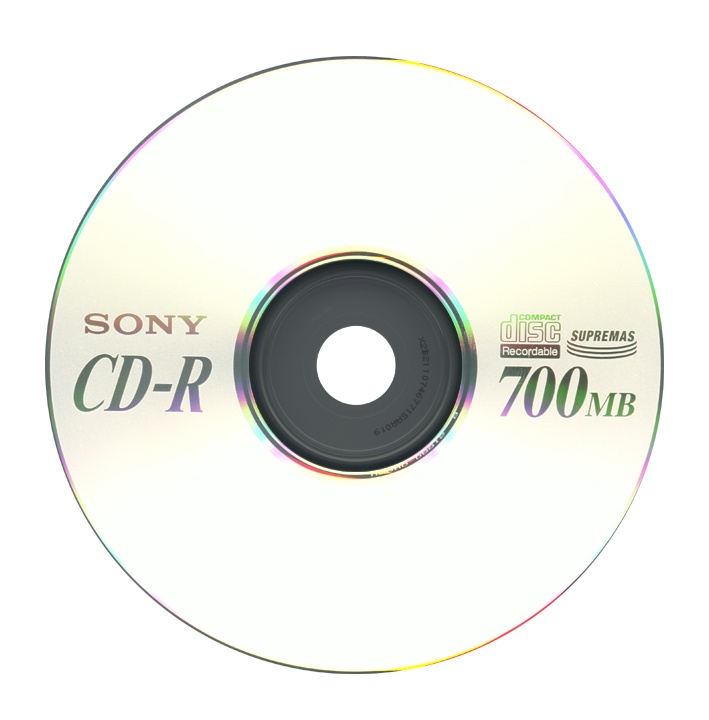 SONY
CD-R
COMPACT
disc
Recordable
SUPREMAS
700MB